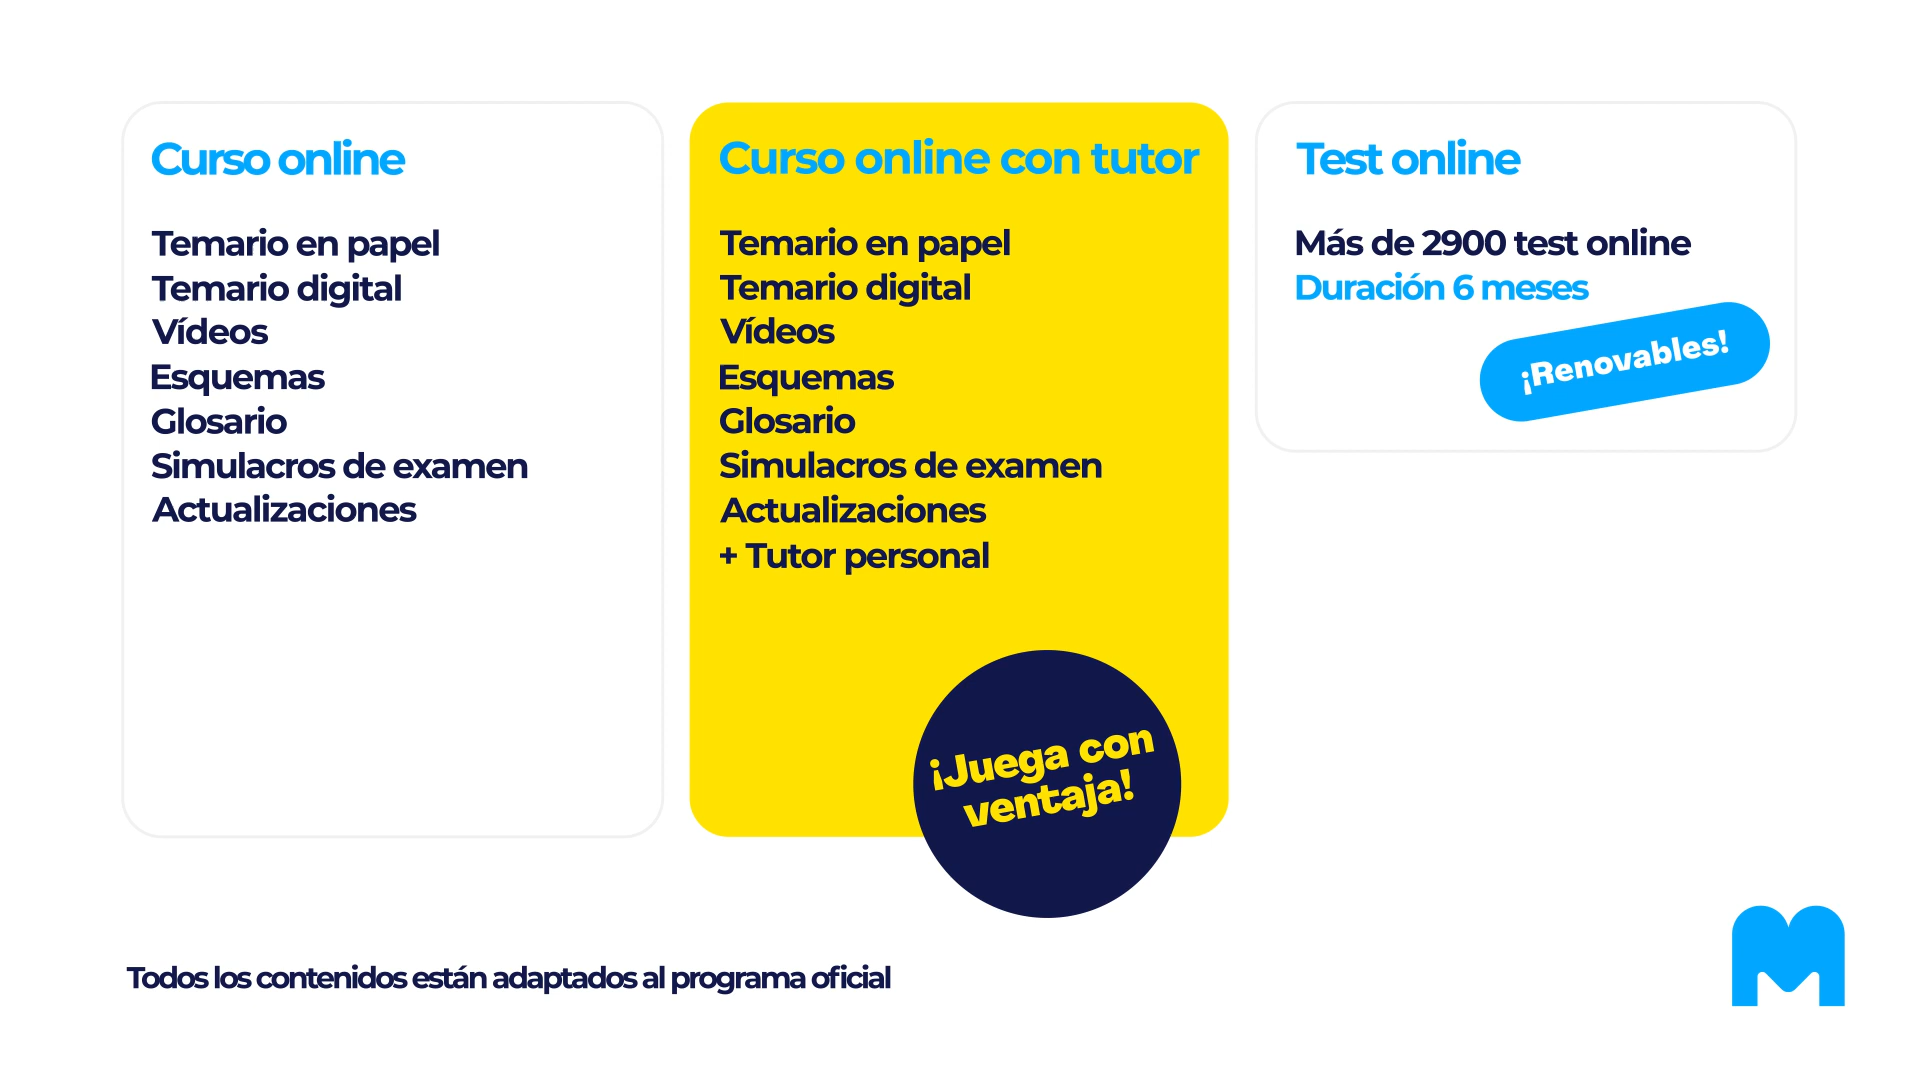 Curso online
Temario en papel
Temario digital
Vídeos
Esquemas
Glosario
Simulacros de examen
Actualizaciones
Curso online con tutor
Temario en papel
Temario digital
Vídeos
Esquemas
Glosario
Simulacros de examen
Actualizaciones
+ Tutor personal
¡Juega con
ventaja!
Test online
Más de 2900 test online
Duración 6 meses
¡Renovables!
Todos los contenidos están adaptados al programa oficial
M